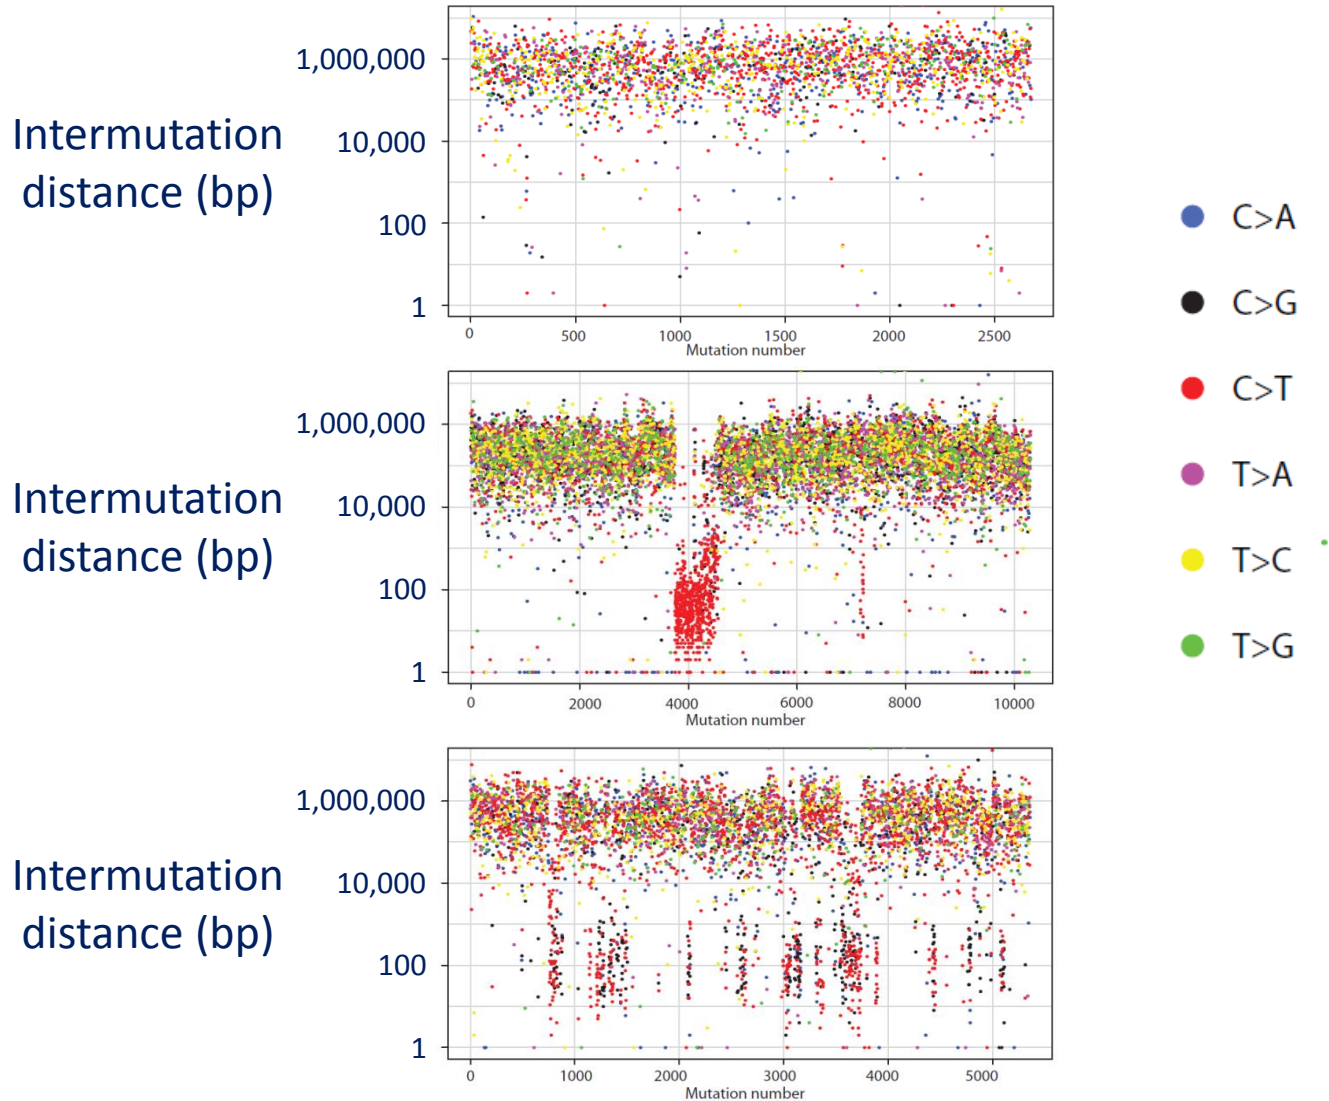 1,000,000
Intermutation
distance (bp)
10,000
100
1
0 500 1000 1500 2000 2500
Mutation number
1,000,000
Intermutation
distance (bp)
10,000
100
1
0 2000 4000 6000 8000 10000
Mutation number
1,000,000
Intermutation
distance (bp)
10,000
100
1
0 1000 2000 3000 4000 5000
Mutation number
C>A
C>G
C>T
T>A
T>C
T>G